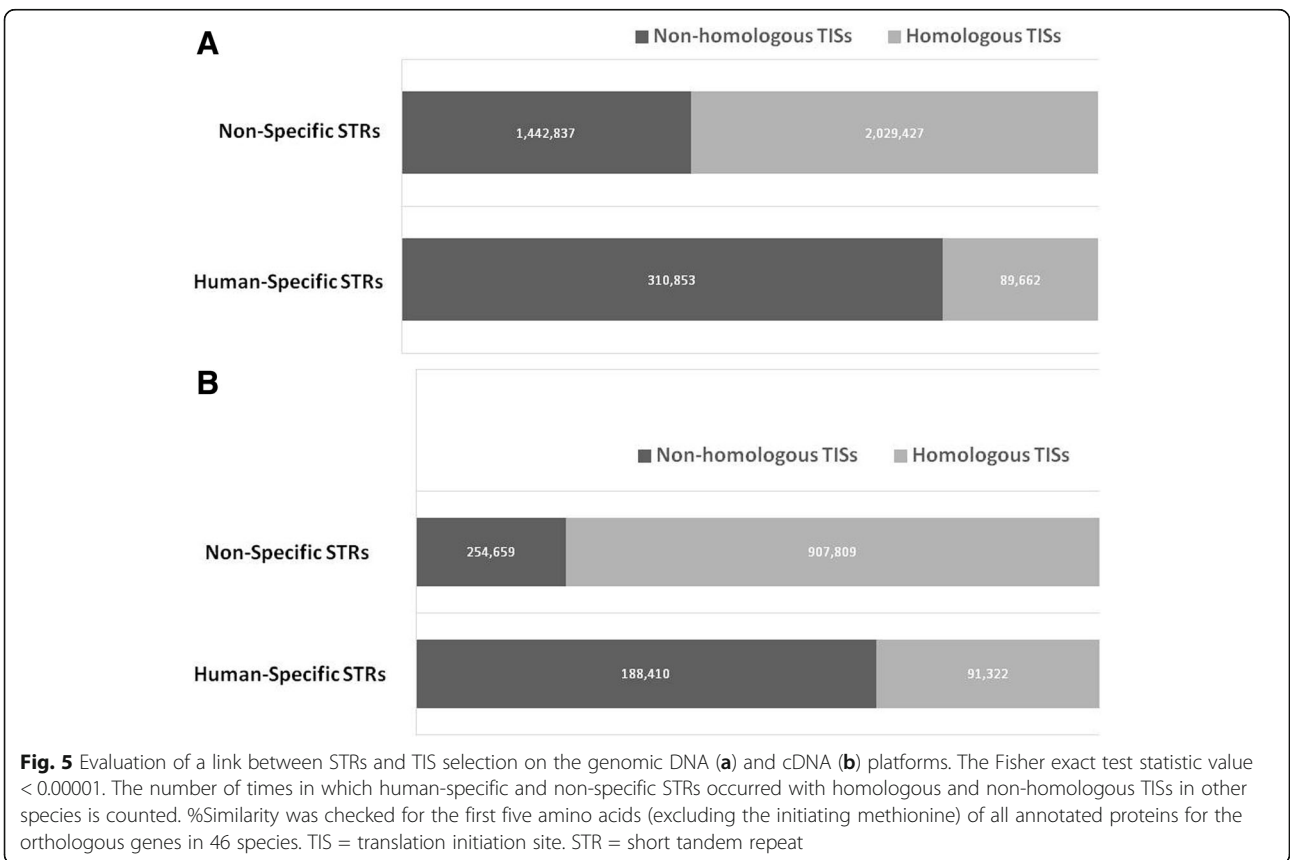 A
Non-homologous TISs Homologous TISs
Non-Specific STRs
1,442,837 2,029,427
Human-Specific STRs
310,853 89,662
B
Non-homologous TISs Homologous TISs
Non-Specific STRs
254,659 907,809
Human-Specific STRs
188,410 91,322
Fig. 5 Evaluation of a link between STRs and TIS selection on the genomic DNA (a) and cDNA (b) platforms. The Fisher exact test statistic value
< 0.00001. The number of times in which human-specific and non-specific STRs occurred with homologous and non-homologous TISs in other
species is counted. %Similarity was checked for the first five amino acids (excluding the initiating methionine) of all annotated proteins for the
orthologous genes in 46 species. TIS = translation initiation site. STR = short tandem repeat